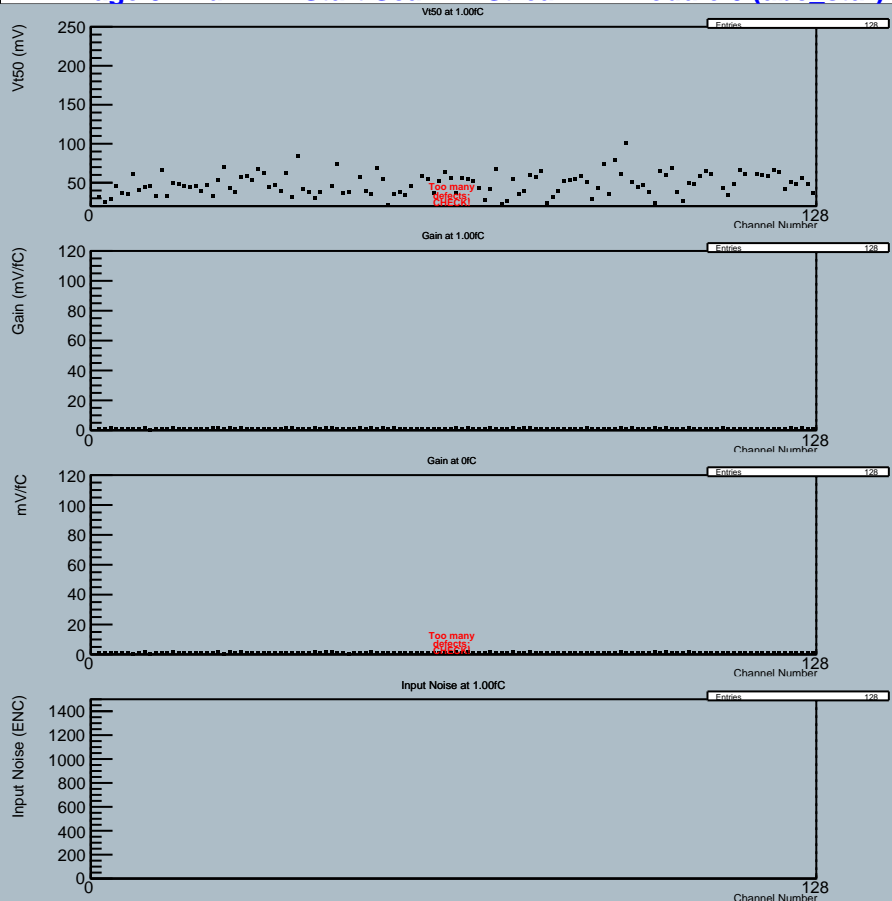 Vt50 at 1.00fC
Entries 128
Vt50 (mV)
250
200
150
100
50
Too many
defects:
CHECK!
0
128
Channel Number
Gain at 1.00fC
Entries 128
Gain (mV/fC)
120
100
80
60
40
20
0
0
128
Channel Number
Gain at 0fC
Entries 128
mV/fC
120
100
80
60
40
20
0
Too many
defects:
CHECK!
0
128
Channel Number
Input Noise at 1.00fC
Entries 128
Input Noise (ENC)
1400
1200
1000
800
600
400
200
0
0
128
Channel Number